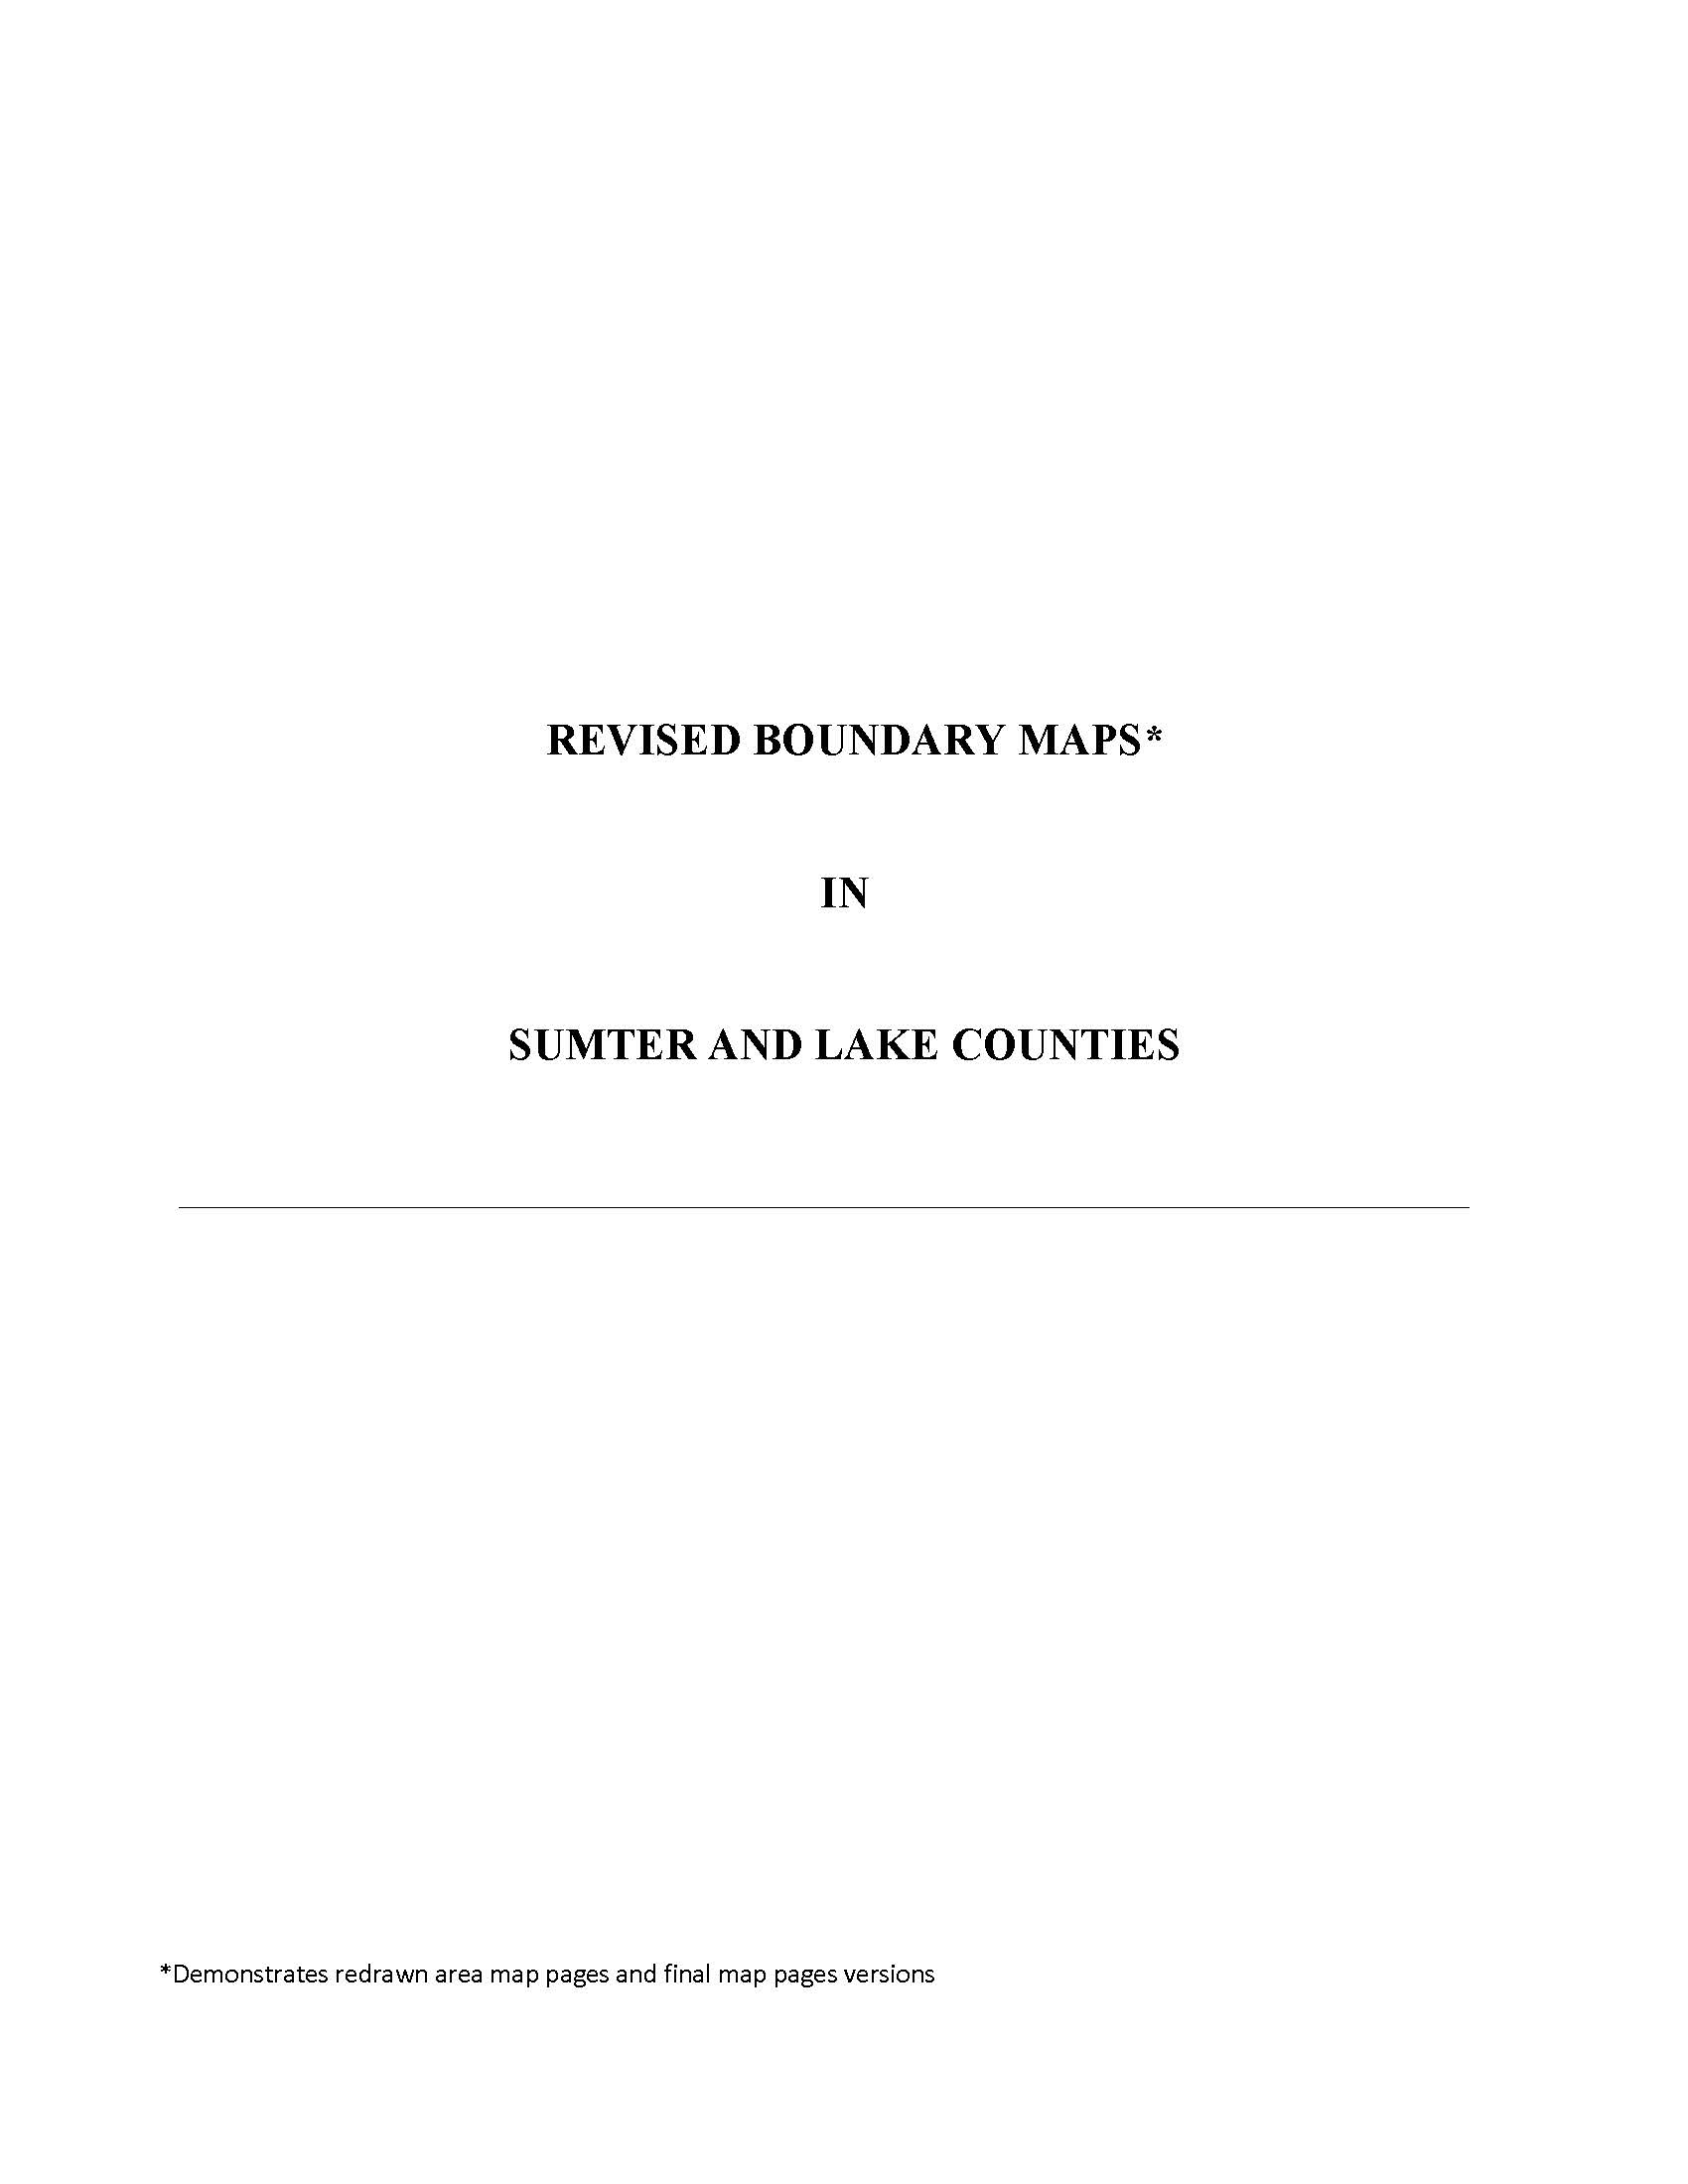 REVISED BOUNDARY MAPS*
IN
SUMTER AND LAKE COUNTIES
*Demonstrates redrawn area map pages and final map pages versions